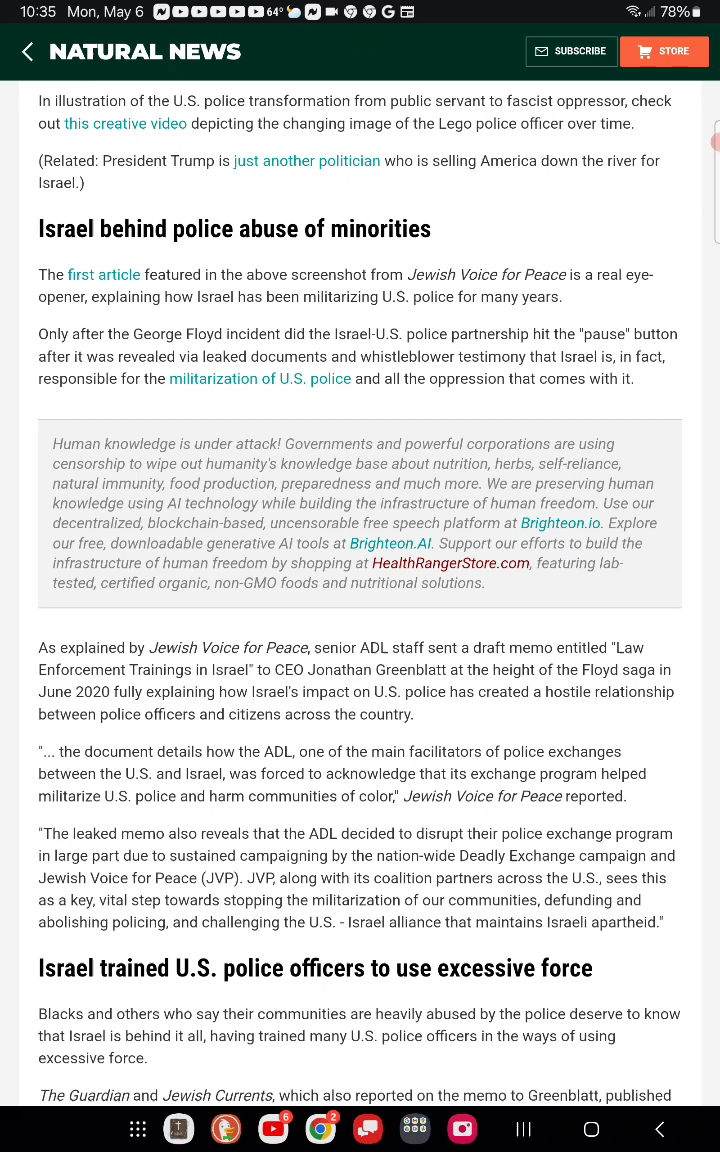 10:35 Mon, May 6 64° 78%
NATURAL NEWS
SUBSCRIBE
STORE
In illustration of the U.S. police transformation from public servant to fascist oppressor, check
out this creative video depicting the changing image of the Lego police officer over time.
(Related: President Trump is just another politician who is selling America down the river for
Israel.)
Israel behind police abuse of minorities
The first article featured in the above screenshot from Jewish Voice for Peace is a real eye-
opener, explaining how Israel has been militarizing U.S. police for many years.
Only after the George Floyd incident did the Israel-U.S. police partnership hit the "pause" button
after it was revealed via leaked documents and whistleblower testimony that Israel is, in fact,
responsible for the militarization of U.S. police and all the oppression that comes with it.
Human knowledge is under attack! Governments and powerful corporations are using
censorship to wipe out humanity's knowledge base about nutrition, herbs, self-reliance,
natural immunity, food production, preparedness and much more. We are preserving human
knowledge using AI technology while building the infrastructure of human freedom. Use our
decentralized, blockchain-based, uncensorable free speech platform at Brighteon.io. Explore
our free, downloadable generative AI tools at Brighteon.AI. Support our efforts to build the
infrastructure of human freedom by shopping at HealthRangerStore.com, featuring lab-
tested, certified organic, non-GMO foods and nutritional solutions.
As explained by Jewish Voice for Peace, senior ADL staff sent a draft memo entitled "Law
Enforcement Trainings in Israel" to CEO Jonathan Greenblatt at the height of the Floyd saga in
June 2020 fully explaining how Israel's impact on U.S. police has created a hostile relationship
between police officers and citizens across the country.
"... the document details how the ADL, one of the main facilitators of police exchanges
between the U.S. and Israel, was forced to acknowledge that its exchange program helped
militarize U.S. police and harm communities of color," Jewish Voice for Peace reported.
"The leaked memo also reveals that the ADL decided to disrupt their police exchange program
in large part due to sustained campaigning by the nation-wide Deadly Exchange campaign and
Jewish Voice for Peace (JVP). JVP, along with its coalition partners across the U.S., sees this
as a key, vital step towards stopping the militarization of our communities, defunding and
abolishing policing, and challenging the U.S. - Israel alliance that maintains Israeli apartheid."
Israel trained U.S. police officers to use excessive force
Blacks and others who say their communities are heavily abused by the police deserve to know
that Israel is behind it all, having trained many U.S. police officers in the ways of using
excessive force.
The Guardian and Jewish Currents, which also reported on the memo to Greenblatt, published
6
2